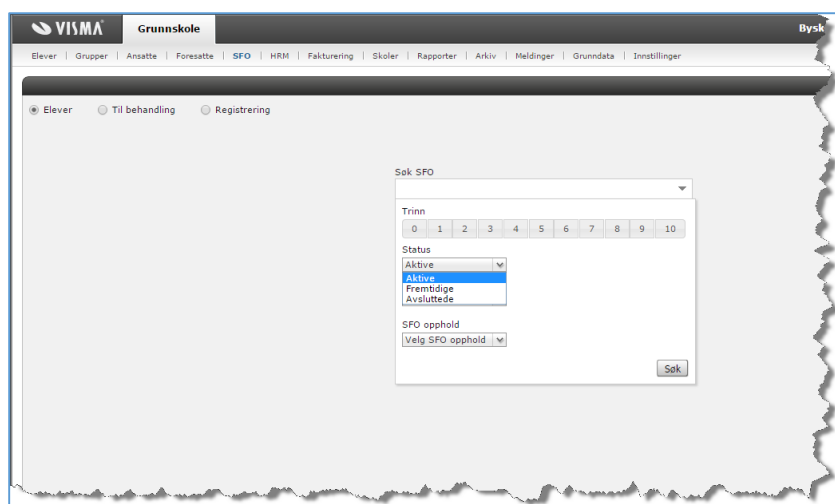 VISMA Grunnskole Bysk
Elever | Grupper | Ansatte | Foresatte | SFO | HRM | Fakturering | Skoler | Rapporter | Arkiv | Meldinger | Grunndata | Innstillinger
Elever Til behandling Registrering
Søk SFO
Trinn
0 1 2 3 4 5 6 7 8 9 10
Status
Aktive
Aktive
Fremtidige
Avsluttede
SFO opphold
Velg SFO opphold
Søk